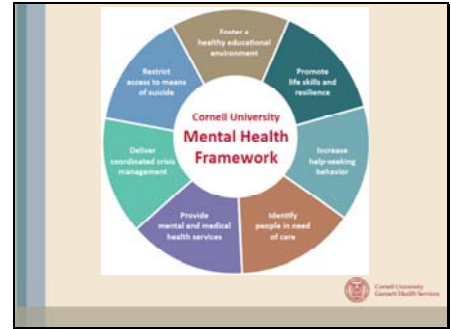 Foster a
healthy educational
environment
Promote
life skills and
resilience
Increase
help-seeking
behavior
Identify
people in need
of care
Provide
mental and medical
health services
Deliver
coordinated crisis
management
Restrict
access to means
of suicide
Cornell University
Mental Health
Framework
Cornell University
Gannett Health Services